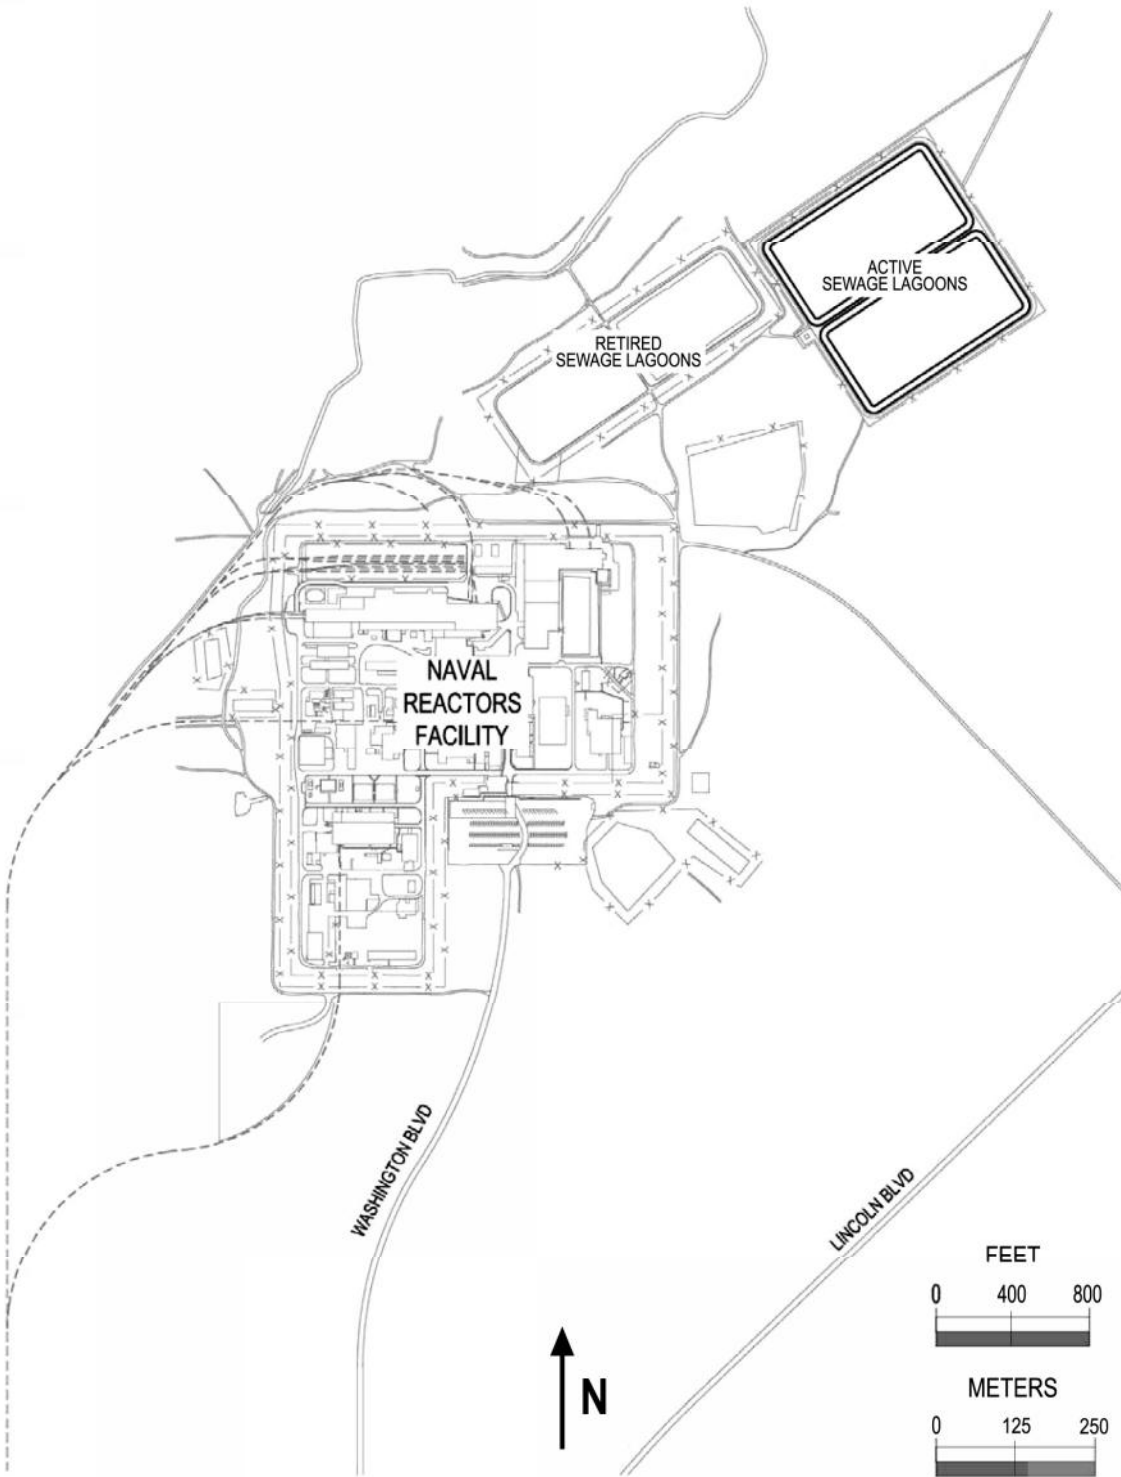 ACTIVE
SEWAGE LAGOONS
RETIRED
SEWAGE LAGOONS
NAVAL
REACTORS
FACILITY
WASHINGTON BLVD
LINCOLN BLVD
FEET
0 400 800
METERS
0 125 250
N